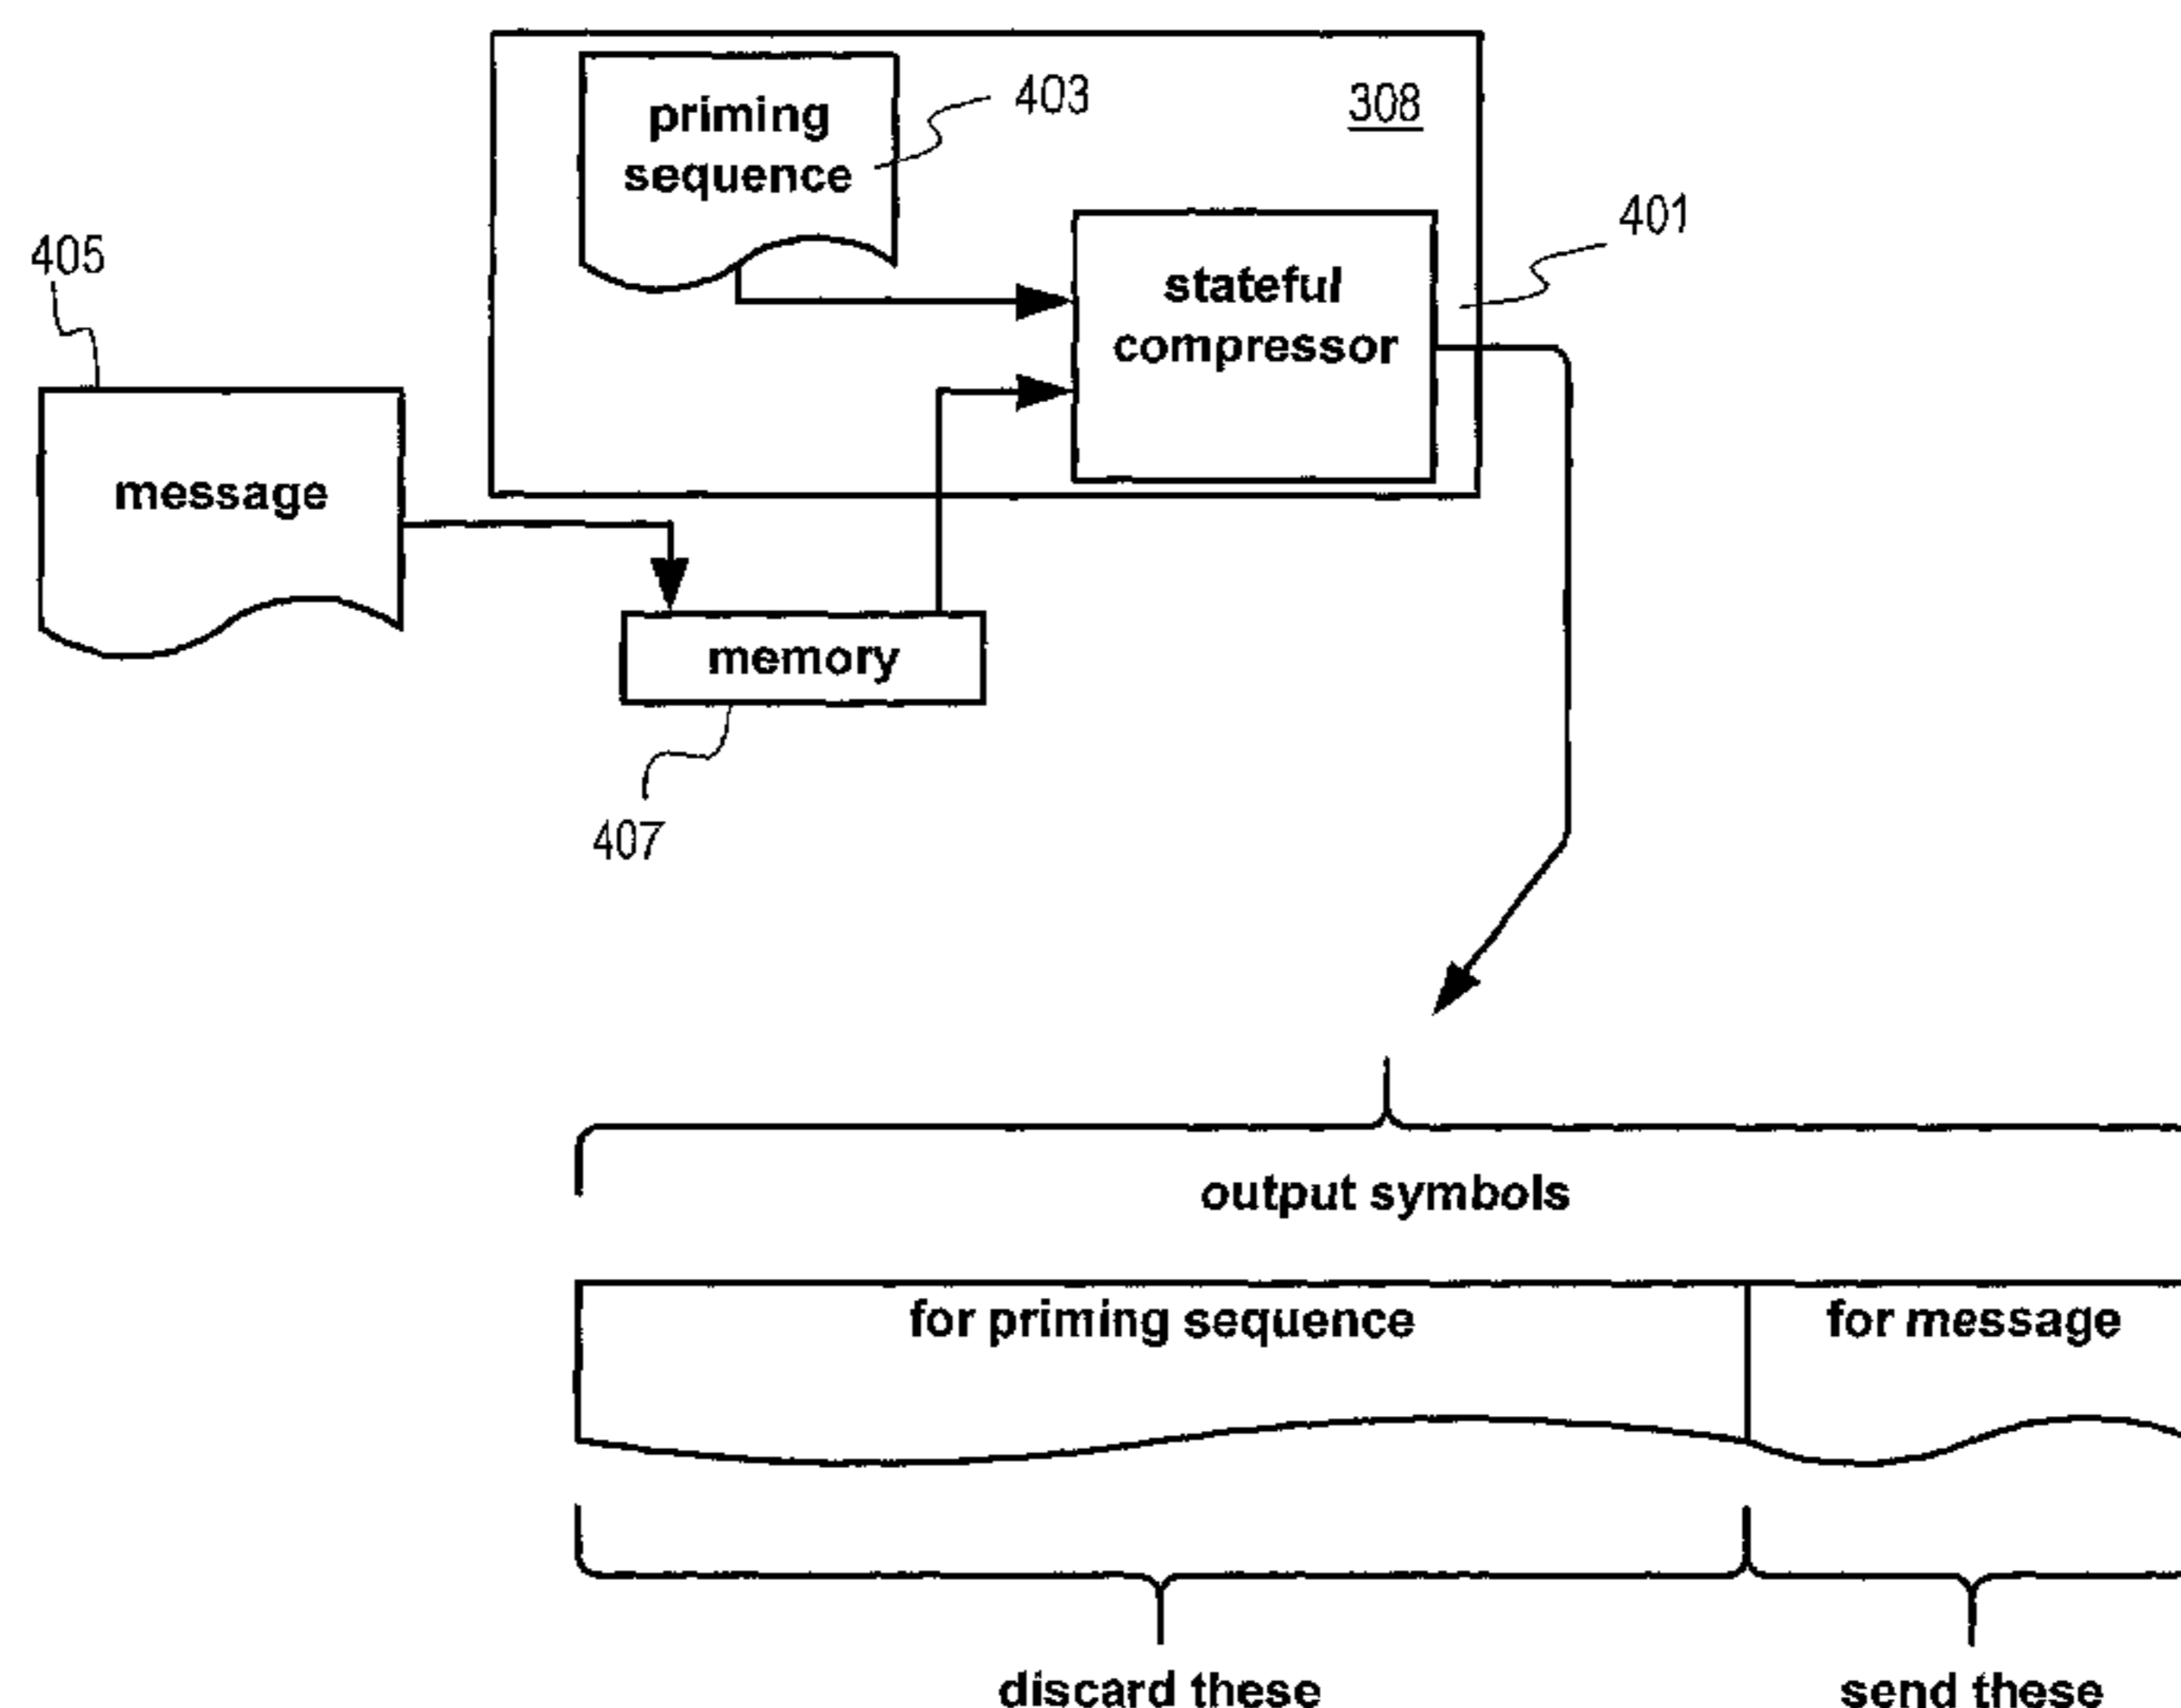 priming
sequence
403
308
401
stateful
compressor
405
message
memory
407
output symbols
for priming sequence
for message
discard these
send these